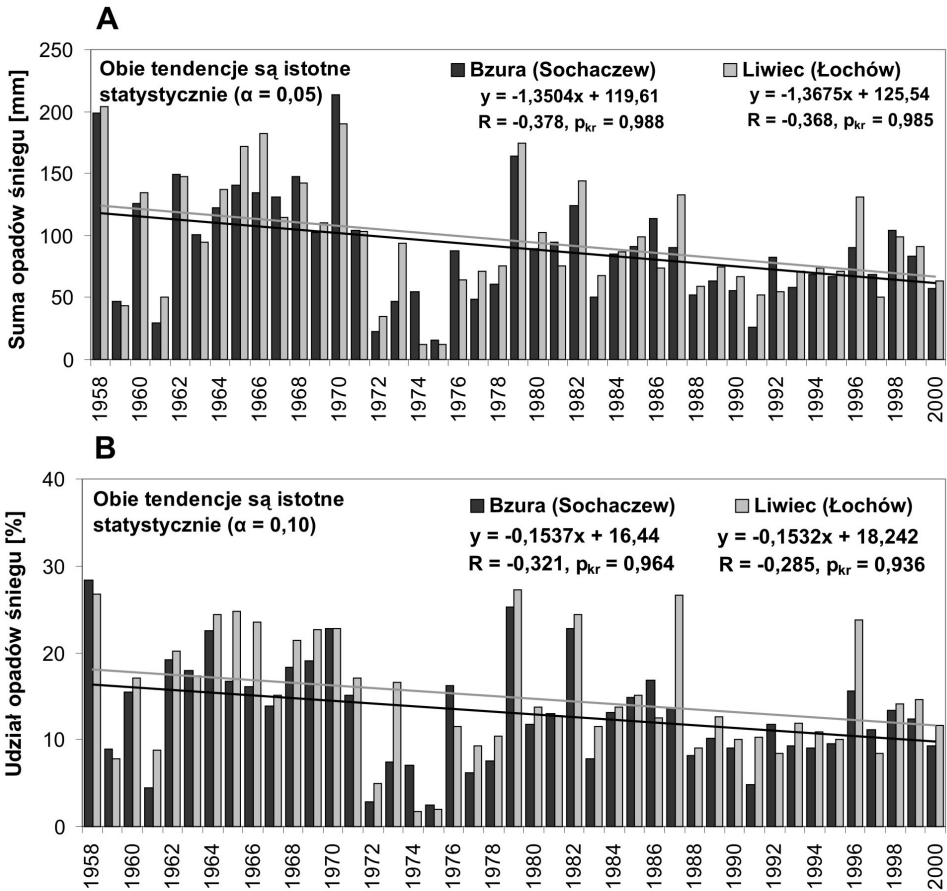 A
Suma opadów śniegu [mm]
250
200
150
100
50
0
Obie tendencje są istotne
statystycznie (α = 0,05)
Bzura (Sochaczew)
y = -1,3504x + 119,61
R = -0,378, pkr = 0,988
Liwiec (Łochów)
y = -1,3675x + 125,54
R = -0,368, pkr = 0,985
1958 1960 1962 1964 1966 1968 1970 1972 1974 1976 1978 1980 1982 1984 1986 1988 1990 1992 1994 1996 1998 2000
B
Udział opadów śniegu [%]
40
30
20
10
0
Obie tendencje są istotne
statystycznie (α = 0,10)
Bzura (Sochaczew)
y = -0,1537x + 16,44
R = -0,321, pkr = 0,964
Liwiec (Łochów)
y = -0,1532x + 18,242
R = -0,285, pkr = 0,936
1958 1960 1962 1964 1966 1968 1970 1972 1974 1976 1978 1980 1982 1984 1986 1988 1990 1992 1994 1996 1998 2000